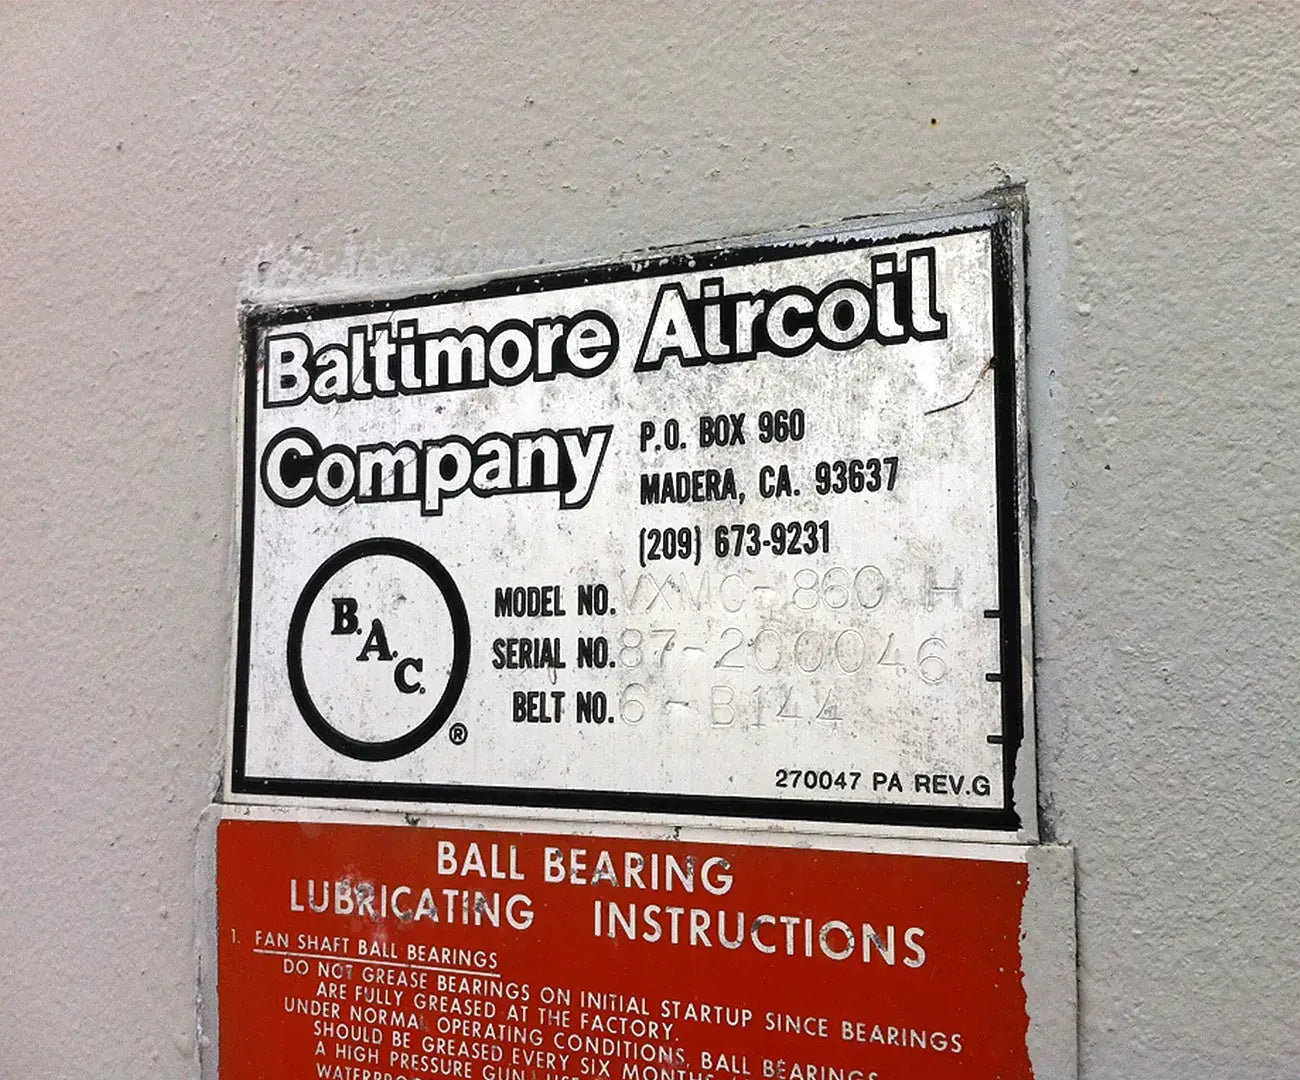 Baltimore Aircoil
Company
P.O. BOX 960
MADERA, CA. 93637
(209) 673-9231
B.A.C.
®
MODEL NO. VXMC-860 H
SERIAL NO. 87-200046
BELT NO. 6-B144
270047 PA REV.G
BALL BEARING
LUBRICATING INSTRUCTIONS
1. FAN SHAFT BALL BEARINGS
DO NOT GREASE BEARINGS ON INITIAL STARTUP SINCE BEARINGS
ARE FULLY GREASED AT THE FACTORY.
UNDER NORMAL OPERATING CONDITIONS, BALL BEARINGS
SHOULD BE GREASED EVERY SIX MONTHS
A HIGH PRESSURE GUN